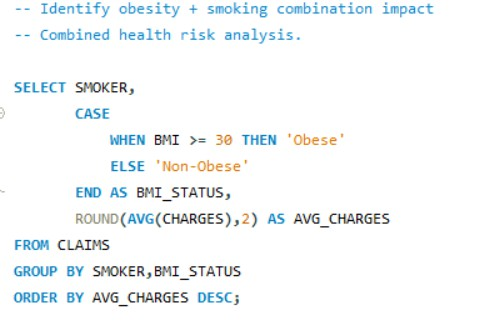 -- Identify obesity + smoking combination impact
-- Combined health risk analysis.
SELECT SMOKER,
CASE
WHEN BMI >= 30 THEN 'Obese'
ELSE 'Non-Obese'
END AS BMI_STATUS,
ROUND(AVG(CHARGES),2) AS AVG_CHARGES
FROM CLAIMS
GROUP BY SMOKER,BMI_STATUS
ORDER BY AVG_CHARGES DESC;